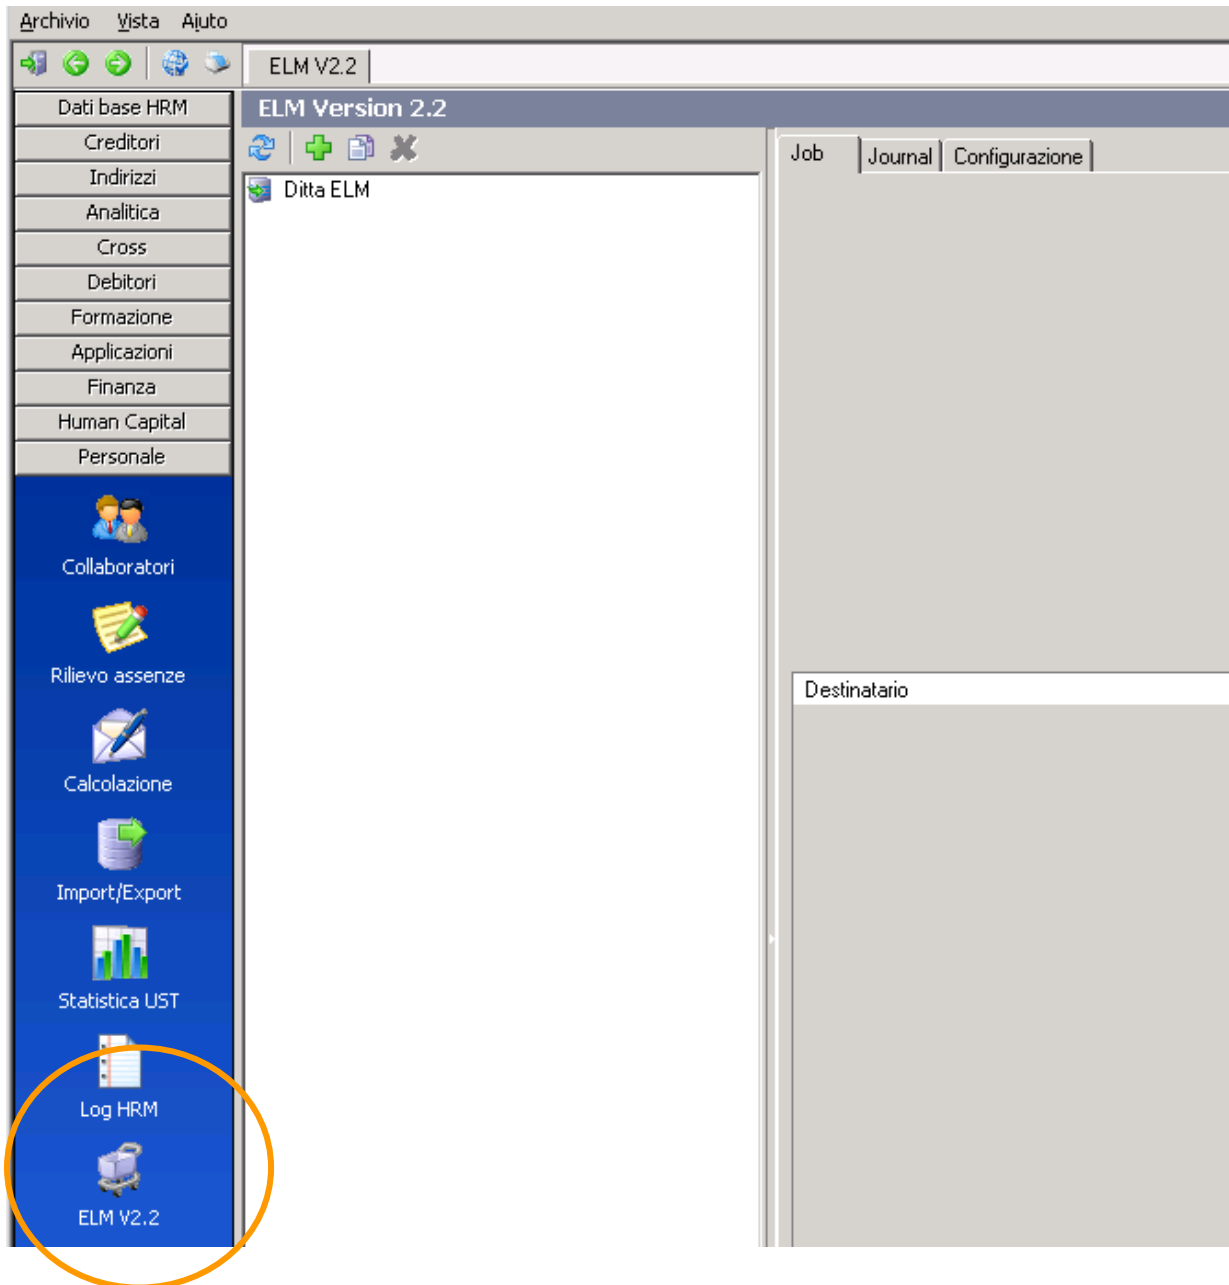 Archivio Vista Ajuto
ELM V2.2
Dati base HRM
Creditori
Indirizzi
Analitica
Cross
Debitori
Formazione
Applicazioni
Finanza
Human Capital
Personale
Collaboratori
Rilievo assenze
Calcolazione
Import/Export
Statistica UST
Log HRM
ELM V2.2
ELM Version 2.2
Ditta ELM
Job Journal Configurazione
Destinatario